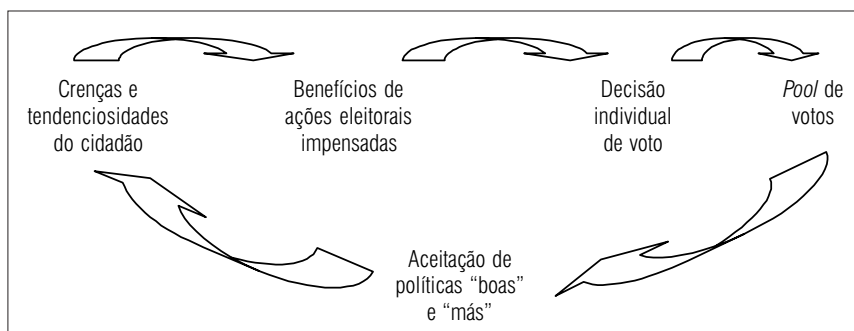 Crenças e
tendenciosidades
do cidadão
Benefícios de
ações eleitorais
impensadas
Decisão
individual
de voto
Pool de
votos
Aceitação de
políticas “boas”
e “más”